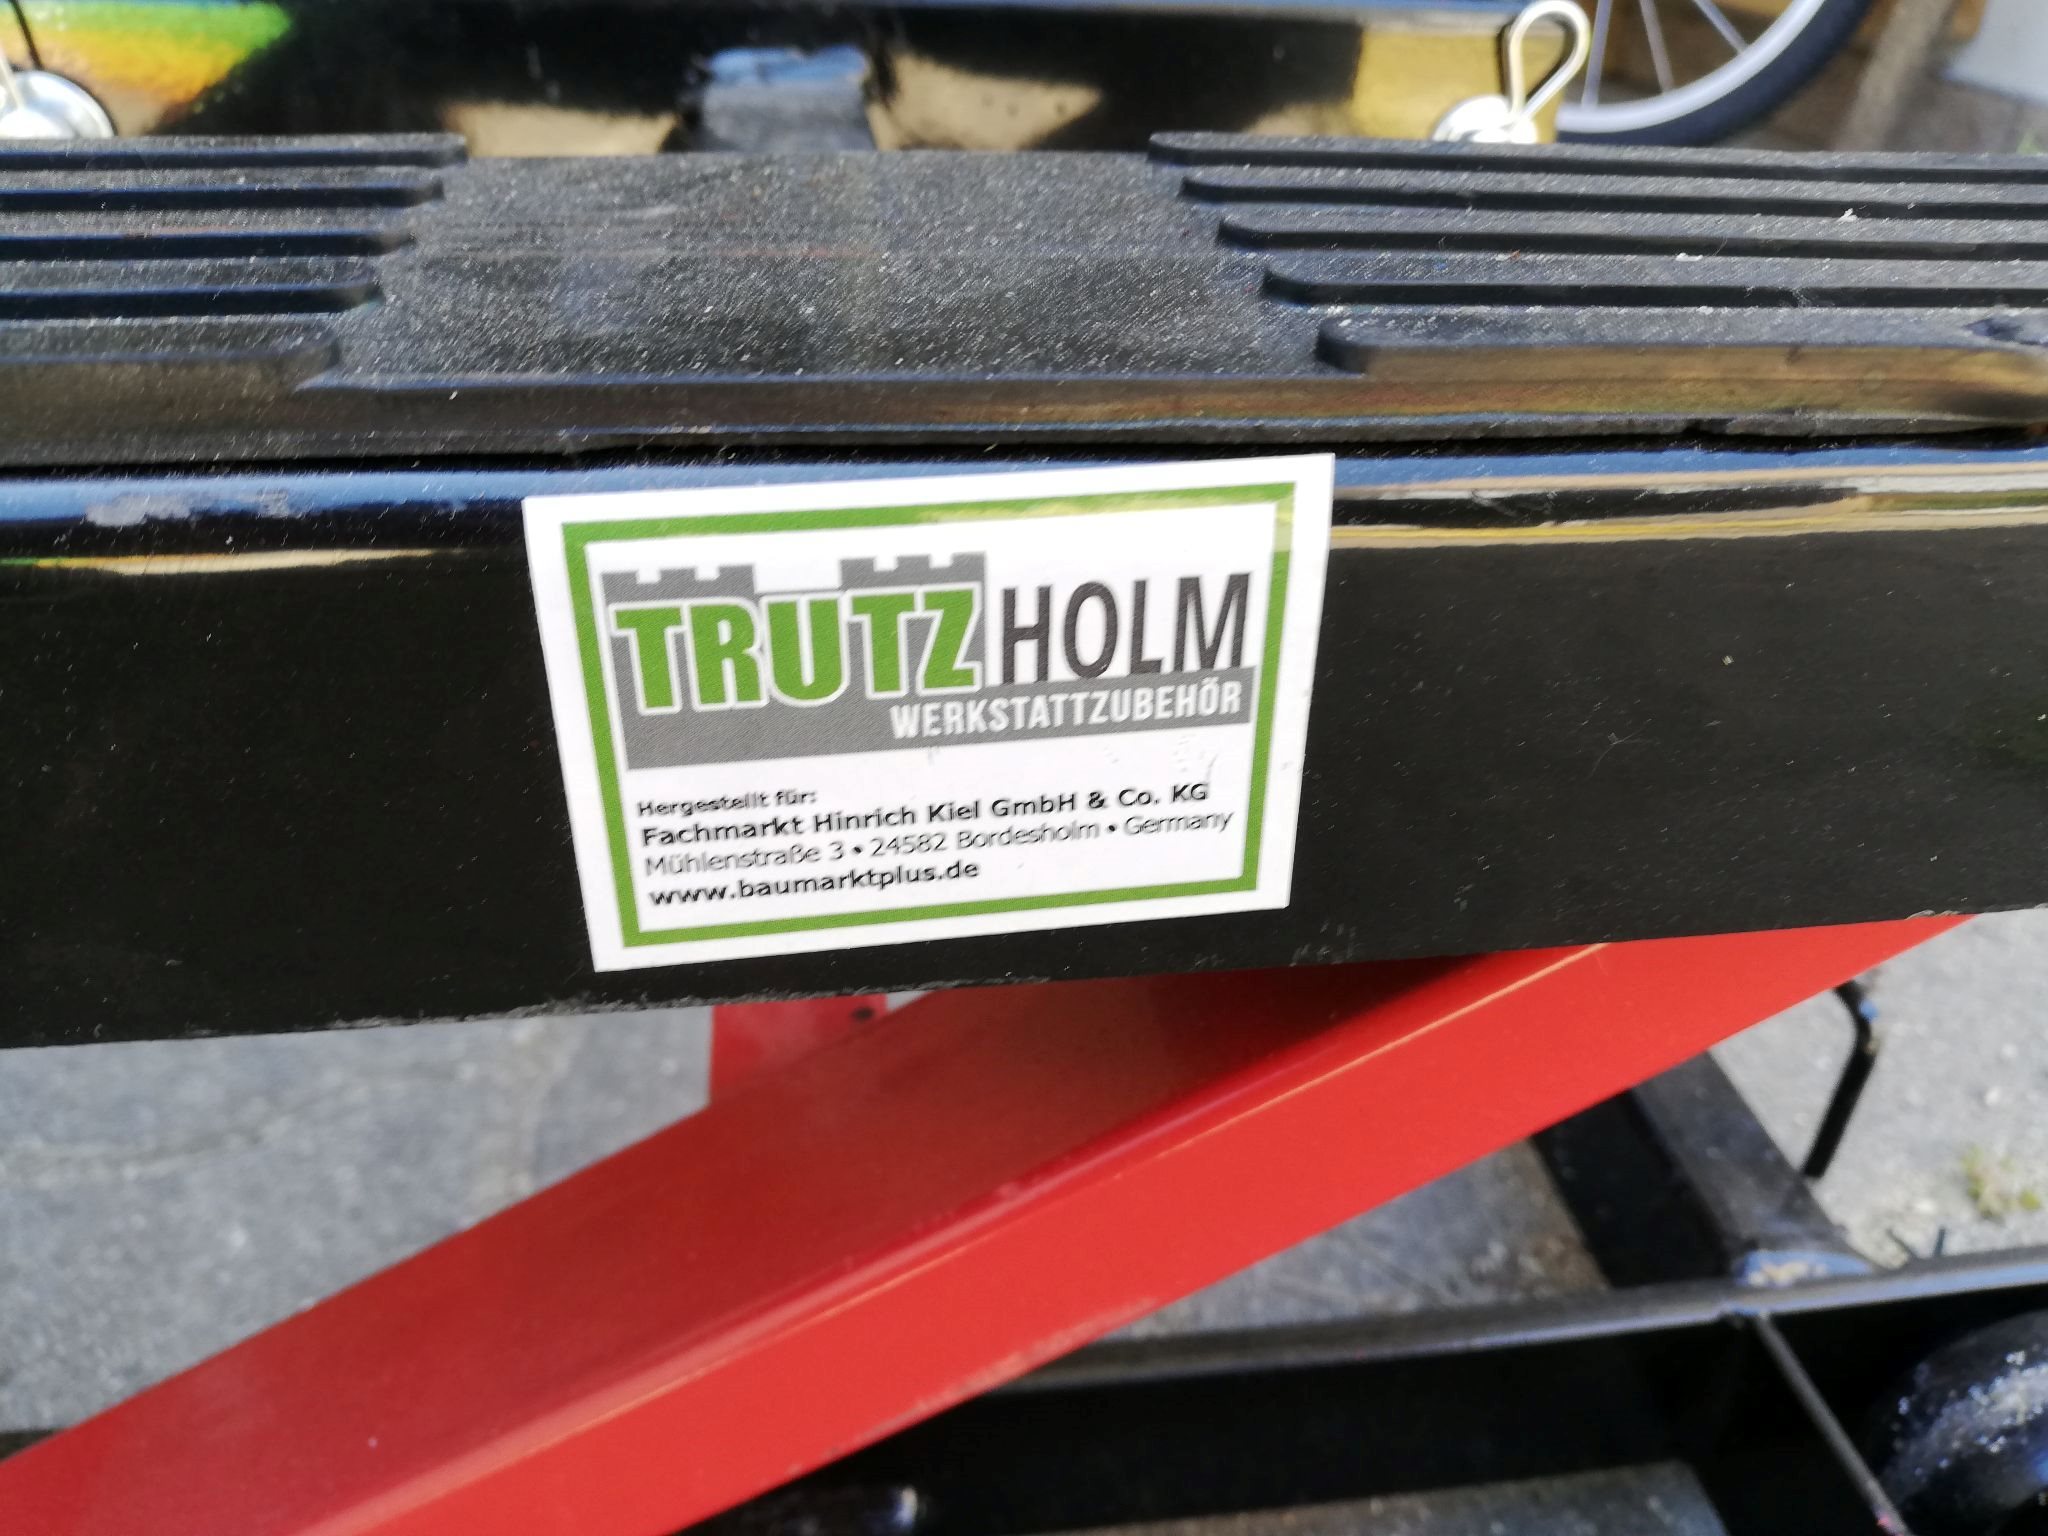 TRUTZHOLM
WERKSTATTZUBEHÖR
Hergestellt für:
Fachmarkt Hinrich Kiel GmbH & Co. KG
Mühlenstraße 3 • 24582 Bordesholm • Germany
www.baumarktplus.de